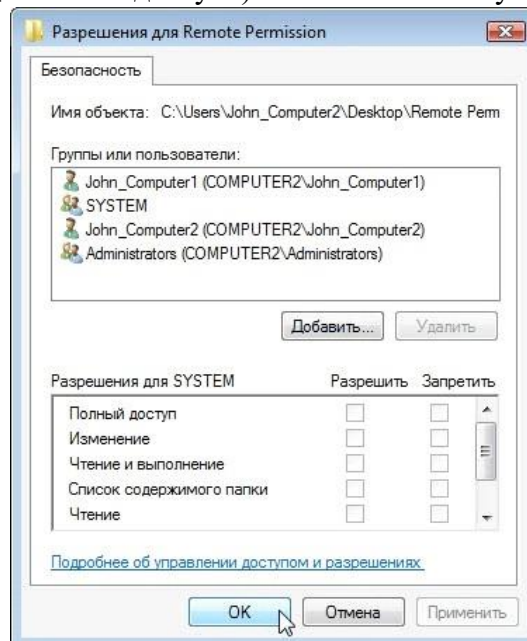 Разрешения для Remote Permission
Безопасность
Имя объекта: C:\Users\John_Computer2\Desktop\Remote Perm
Группы или пользователи:
John_Computer1 (COMPUTER2\John_Computer1)
SYSTEM
John_Computer2 (COMPUTER2\John_Computer2)
Administrators (COMPUTER2\Administrators)
Добавить... Удалить
Разрешения для SYSTEM Разрешить Запретить
Полный доступ
Изменение
Чтение и выполнение
Список содержимого папки
Чтение
Подробнее об управлении доступом и разрешениях
OK Отмена Применить